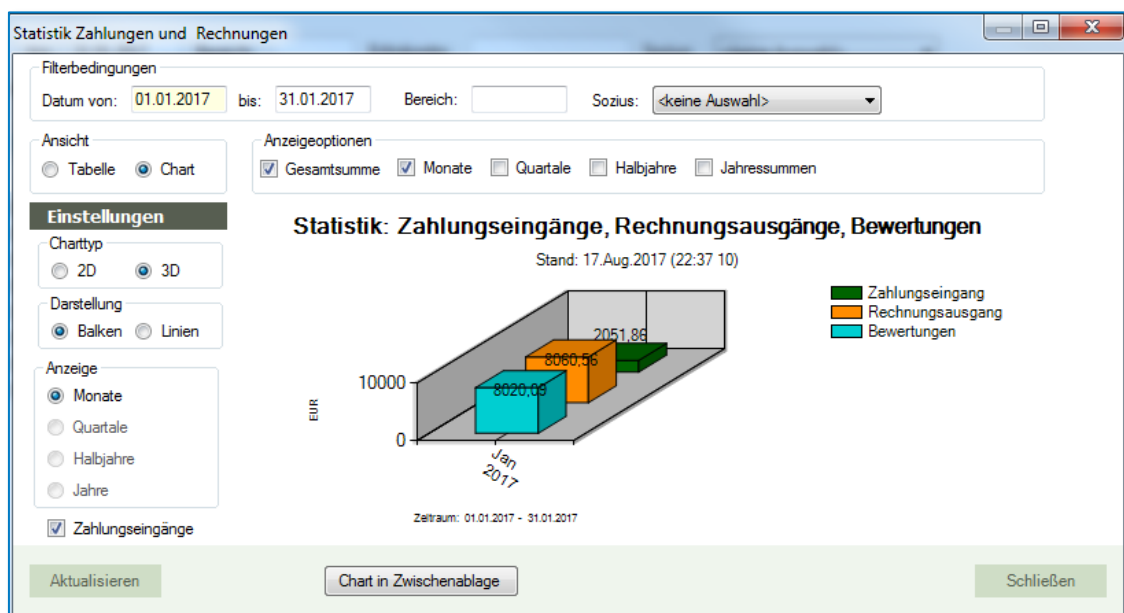 Statistik Zahlungen und Rechnungen
Filterbedingungen
Datum von: 01.01.2017 bis: 31.01.2017 Bereich: Sozius: <keine Auswahl>
Ansicht
Tabelle Chart
Anzeigeoptionen
Gesamtsumme Monate Quartale Halbjahre Jahressummen
Einstellungen
Charttyp
2D 3D
Darstellung
Balken Linien
Anzeige
Monate
Quartale
Halbjahre
Jahre
Zahlungseingänge
Statistik: Zahlungseingänge, Rechnungsausgänge, Bewertungen
Stand: 17.Aug.2017 (22:37 10)
Zahlungseingang
Rechnungsausgang
Bewertungen
2051,86
8060,56
8020,09
10000
EUR
0
Jan
2017
Zeitraum: 01.01.2017 - 31.01.2017
Aktualisieren Chart in Zwischenablage Schließen